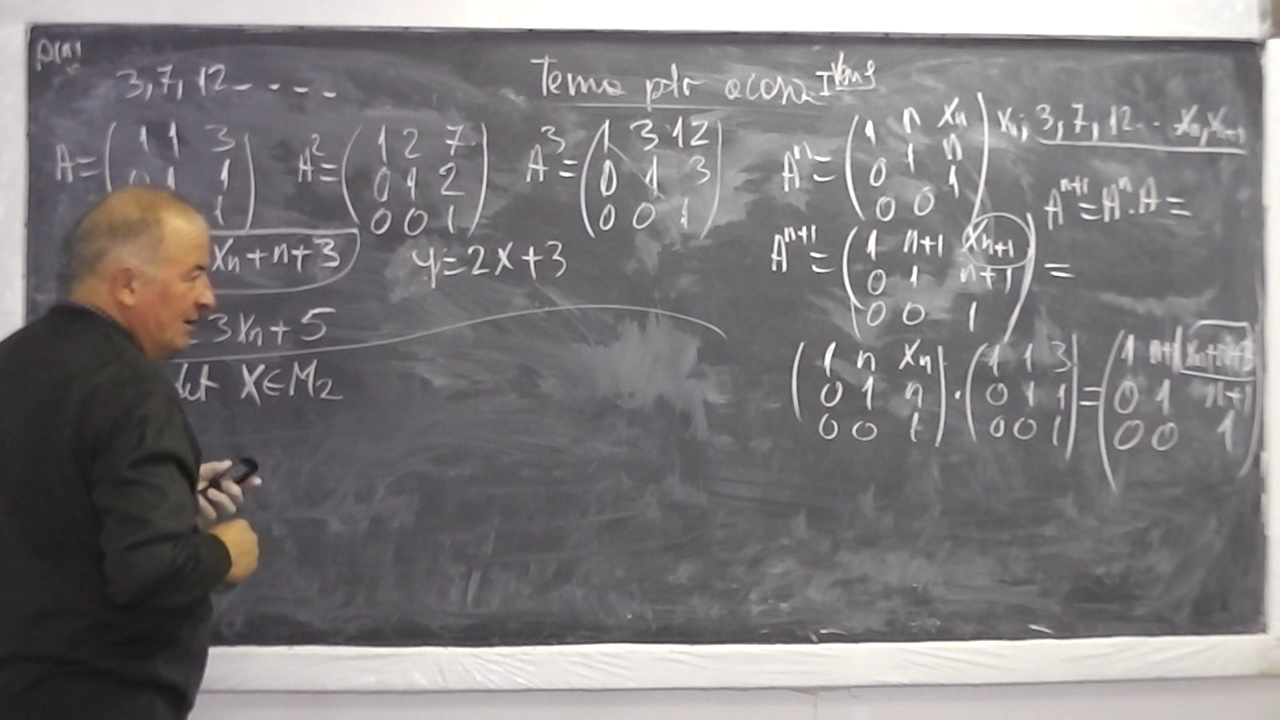 P(n)
3, 7, 12 - - - -
Tema ptr acasa
A = ( 1 1 3
0 1 1
1 )
A² = ( 1 2 7
0 1 2
0 0 1 )
A³ = ( 1 3 12
0 1 3
0 0 1 )
Aⁿ = ( 1 n xₙ
0 1 n
0 0 1 )
xₙ; 3, 7, 12 - - xₙ, xₙ₊₁
Aⁿ⁺¹ = Aⁿ · A =
xₙ + n + 3
y = 2x + 3
Aⁿ⁺¹ = ( 1 n+1 xₙ₊₁
0 1 n+1
0 0 1 ) =
3xₙ + 5
X ∈ M₂
( 1 n xₙ
0 1 n
0 0 1 ) · ( 1 1 3
0 1 1
0 0 1 ) = ( 1 n+1 xₙ+n+3
0 1 n+1
0 0 1 )